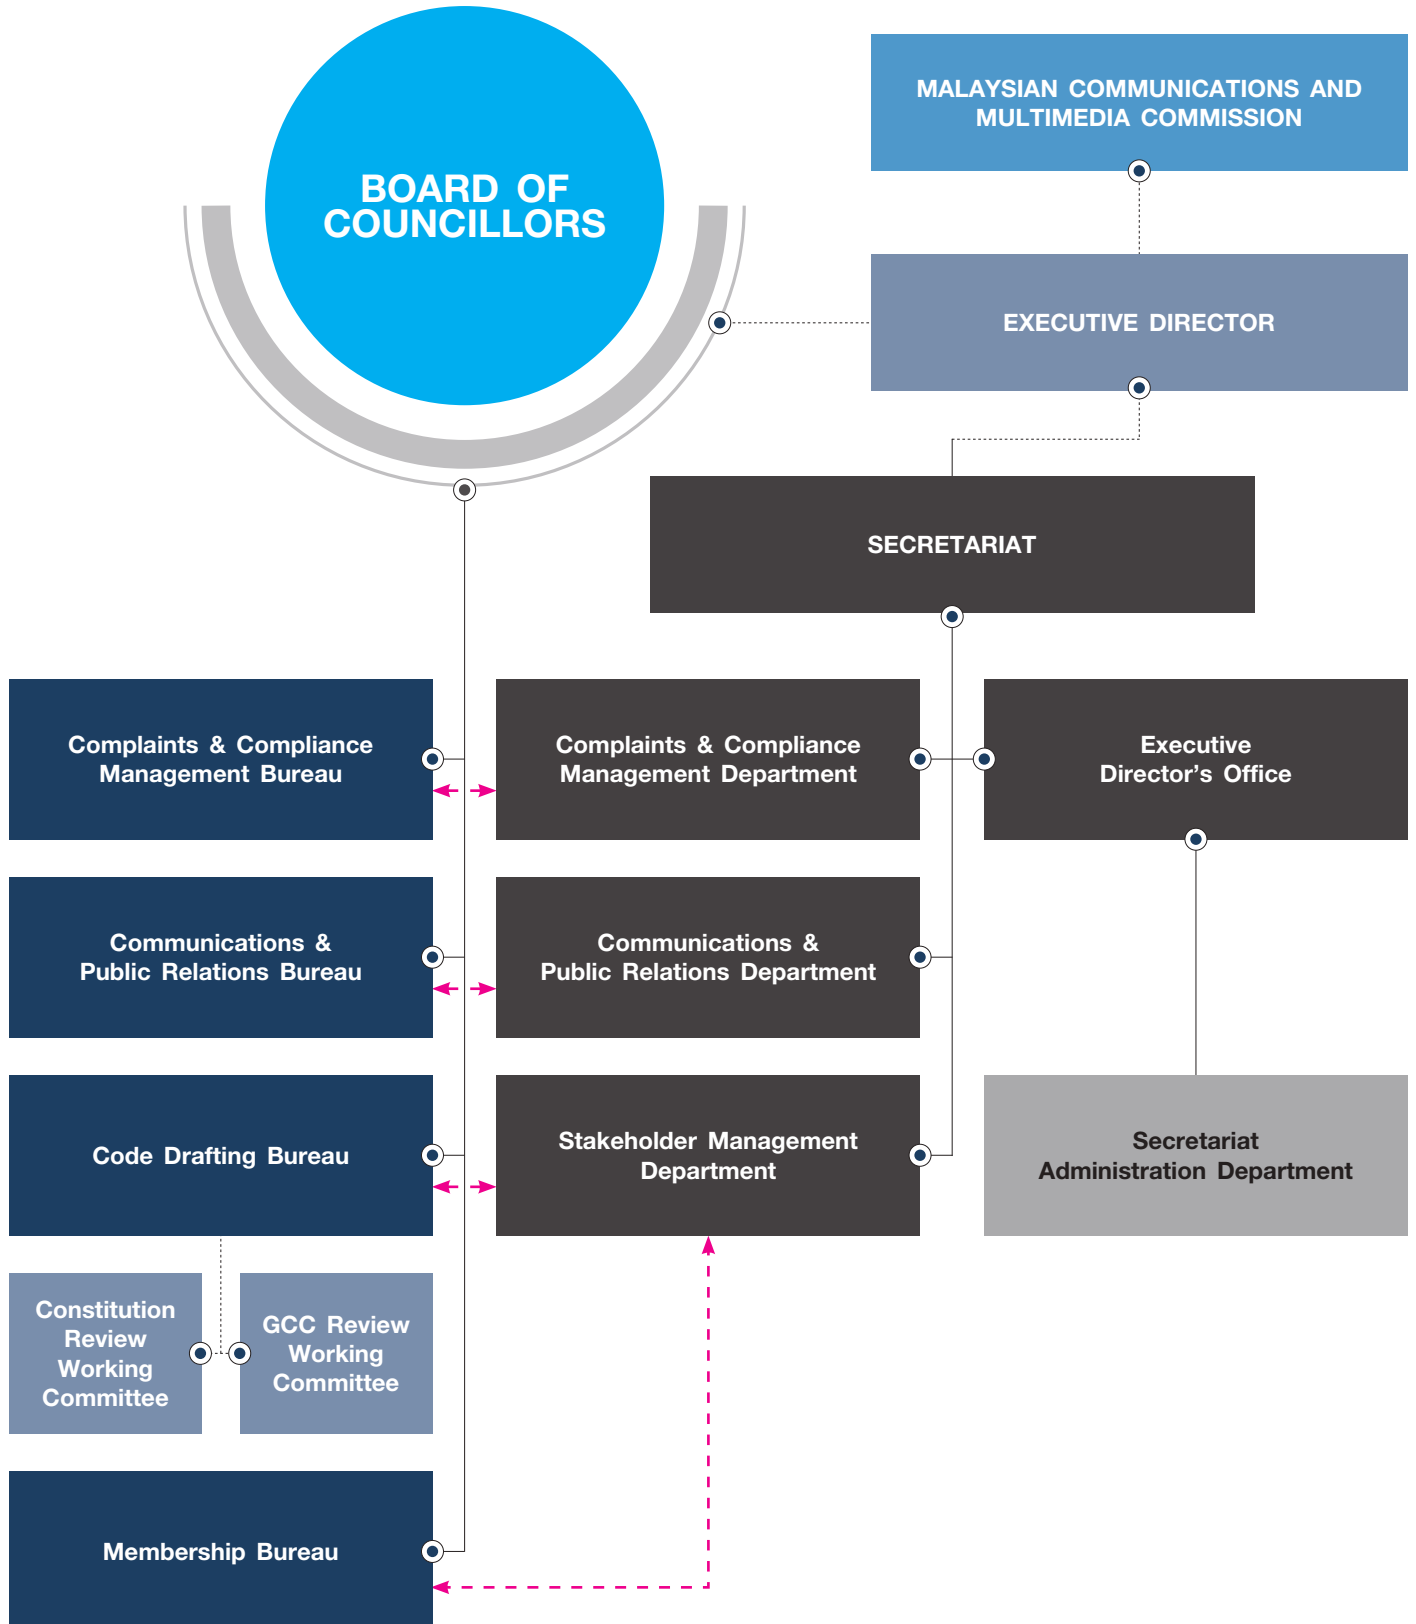 BOARD OF
COUNCILLORS
MALAYSIAN COMMUNICATIONS AND
MULTIMEDIA COMMISSION
EXECUTIVE DIRECTOR
SECRETARIAT
Complaints & Compliance
Management Bureau
Complaints & Compliance
Management Department
Executive
Director’s Office
Communications &
Public Relations Bureau
Communications &
Public Relations Department
Code Drafting Bureau
Stakeholder Management
Department
Secretariat
Administration Department
Constitution
Review
Working
Committee
GCC Review
Working
Committee
Membership Bureau